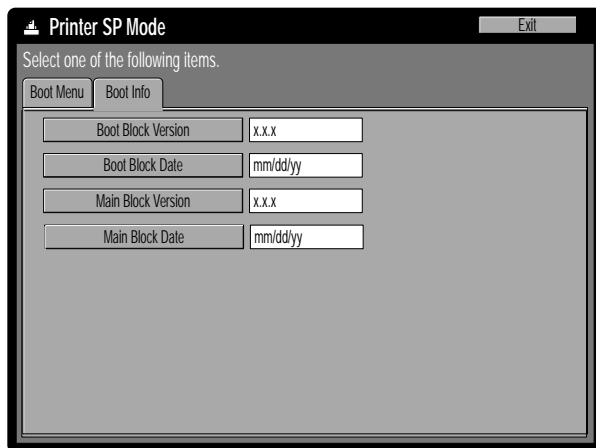 Printer SP Mode Exit
Select one of the following items.
Boot Menu Boot Info
Boot Block Version x.x.x
Boot Block Date mm/dd/yy
Main Block Version x.x.x
Main Block Date mm/dd/yy